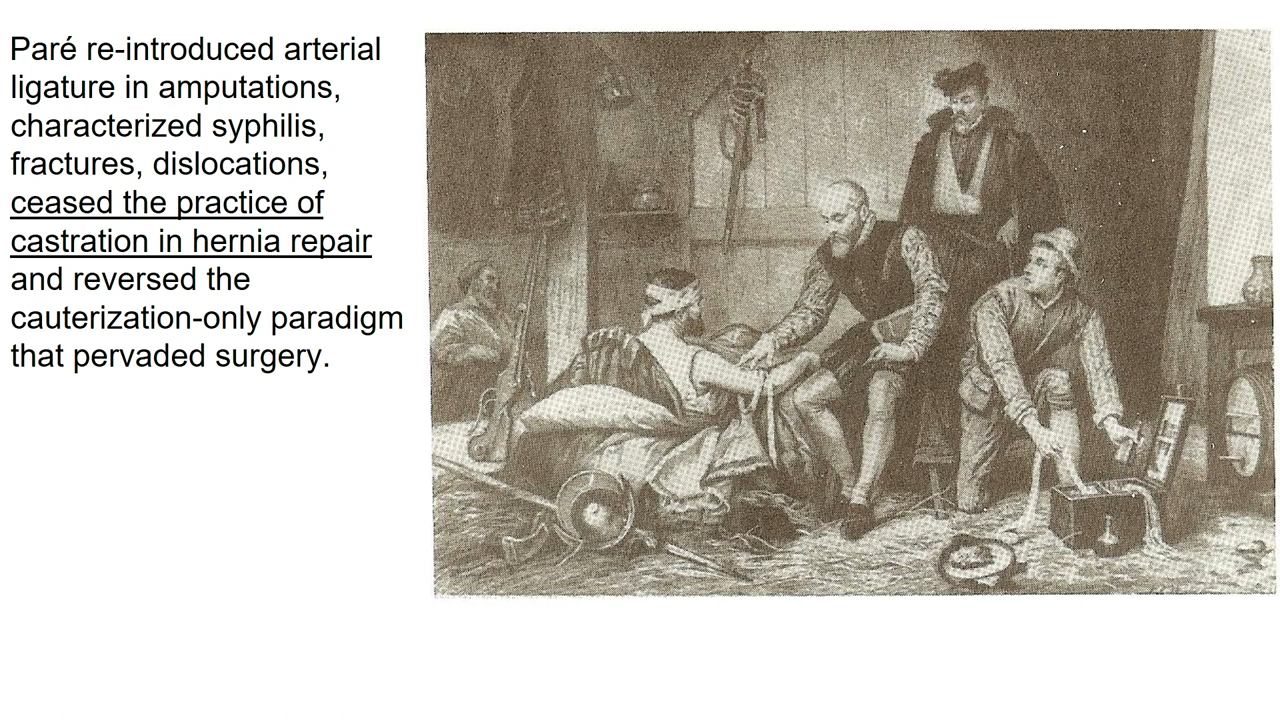 Paré re-introduced arterial
ligature in amputations,
characterized syphilis,
fractures, dislocations,
ceased the practice of
castration in hernia repair
and reversed the
cauterization-only paradigm
that pervaded surgery.